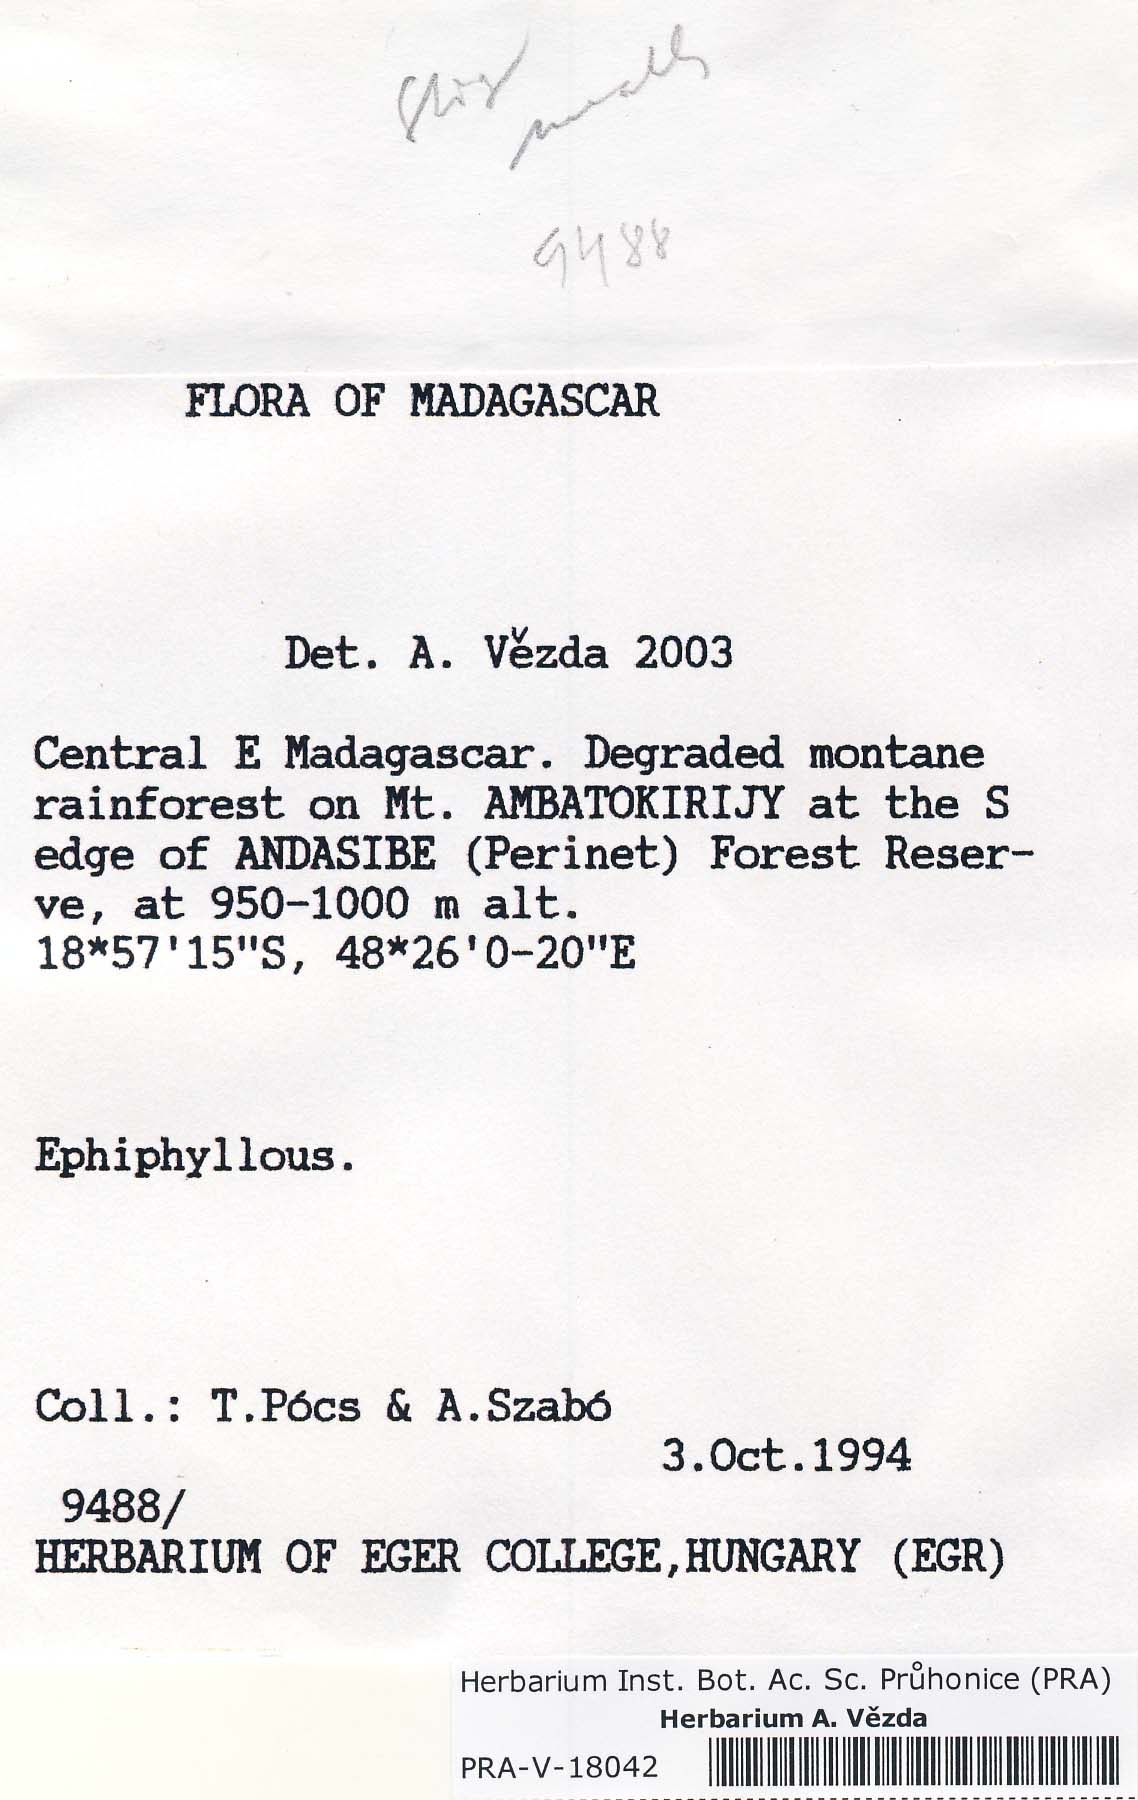 9488
FLORA OF MADAGASCAR
Det. A. Vězda 2003
Central E Madagascar. Degraded montane
rainforest on Mt. AMBATOKIRIJY at the S
edge of ANDASIBE (Perinet) Forest Reser-
ve, at 950-1000 m alt.
18*57'15"S, 48*26'0-20"E
Ephiphyllous.
Coll.: T.Pócs & A.Szabó
3.Oct.1994
9488/
HERBARIUM OF EGER COLLEGE,HUNGARY (EGR)
Herbarium Inst. Bot. Ac. Sc. Průhonice (PRA)
Herbarium A. Vězda
PRA-V-18042